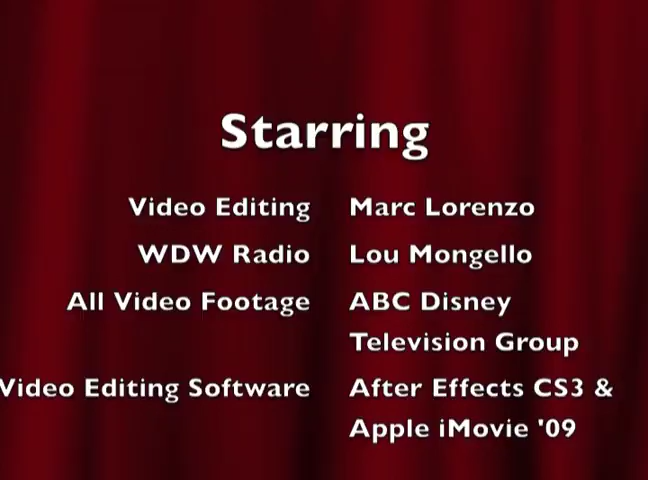 Starring
Video Editing Marc Lorenzo
WDW Radio Lou Mongello
All Video Footage ABC Disney
Television Group
Video Editing Software After Effects CS3 &
Apple iMovie '09